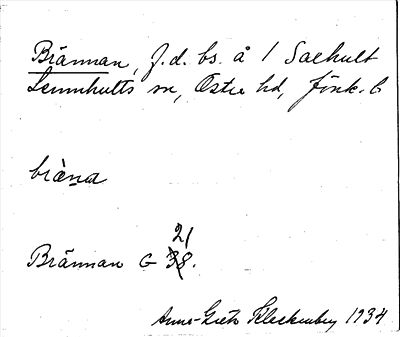 Brännan, f.d. bs. å 1 Saehult
Lemnhults sn, Östra hd, Jönk. l
bräna
Brännan G 38. 21
Anna-Greta Fleckenberg 1934